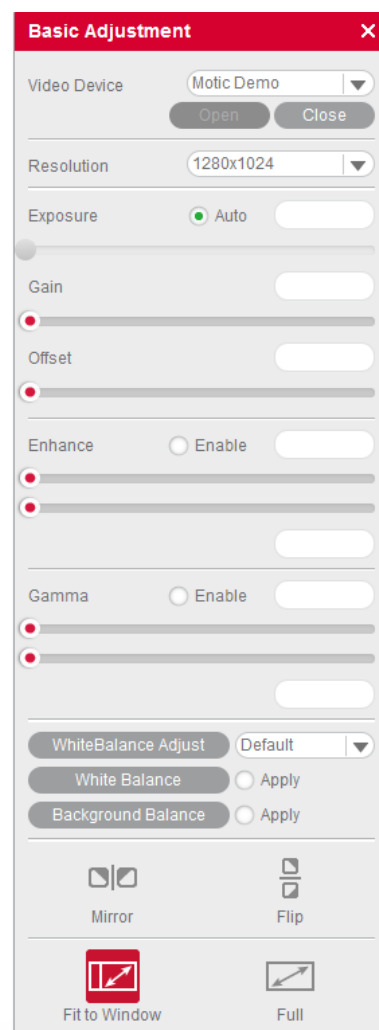 Basic Adjustment
Video Device Motic Demo
Open Close
Resolution 1280x1024
Exposure Auto
Gain
Offset
Enhance Enable
Gamma Enable
WhiteBalance Adjust Default
White Balance Apply
Background Balance Apply
Mirror Flip
Fit to Window Full